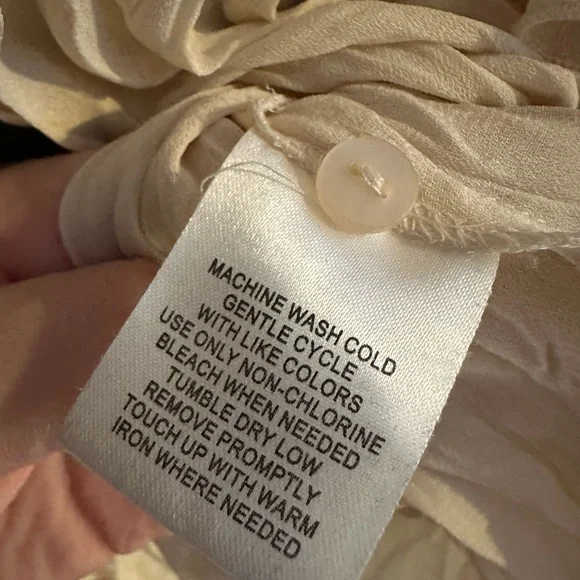 MACHINE WASH COLD
GENTLE CYCLE
WITH LIKE COLORS
USE ONLY NON-CHLORINE
BLEACH WHEN NEEDED
TUMBLE DRY LOW
REMOVE PROMPTLY
TOUCH UP WITH WARM
IRON WHERE NEEDED